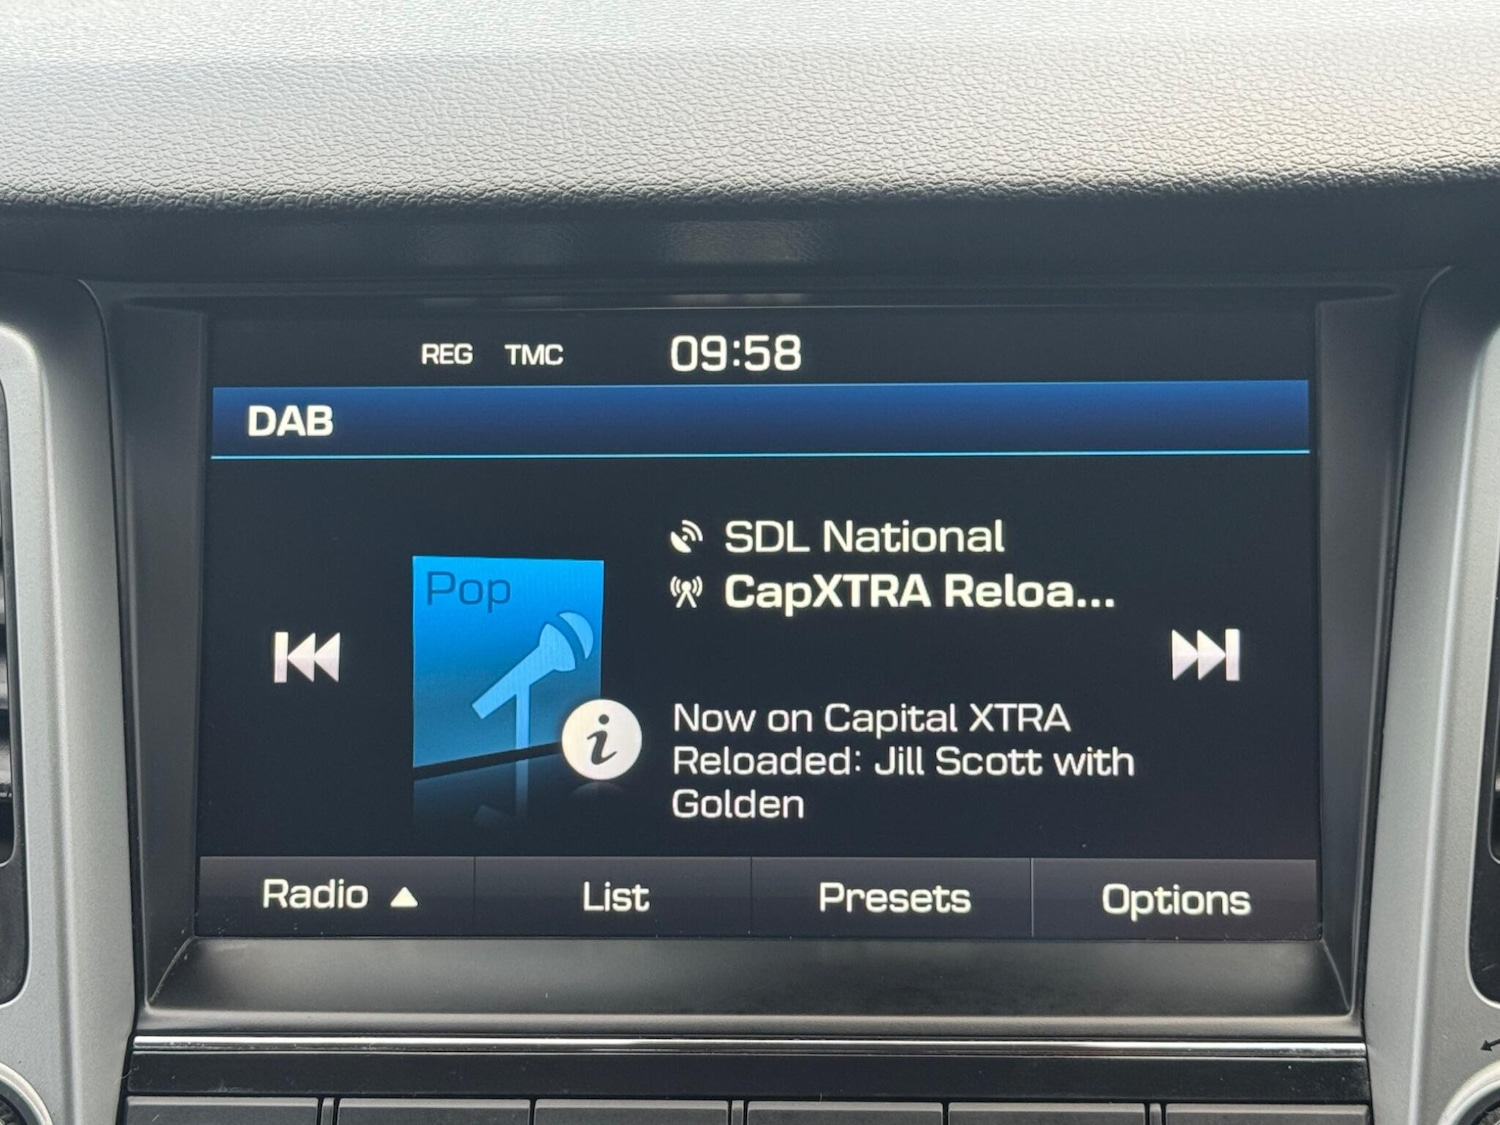 REG TMC 09:58
DAB
SDL National
CapXTRA Reloa...
Pop
i
Now on Capital XTRA
Reloaded: Jill Scott with
Golden
Radio ▲ List Presets Options